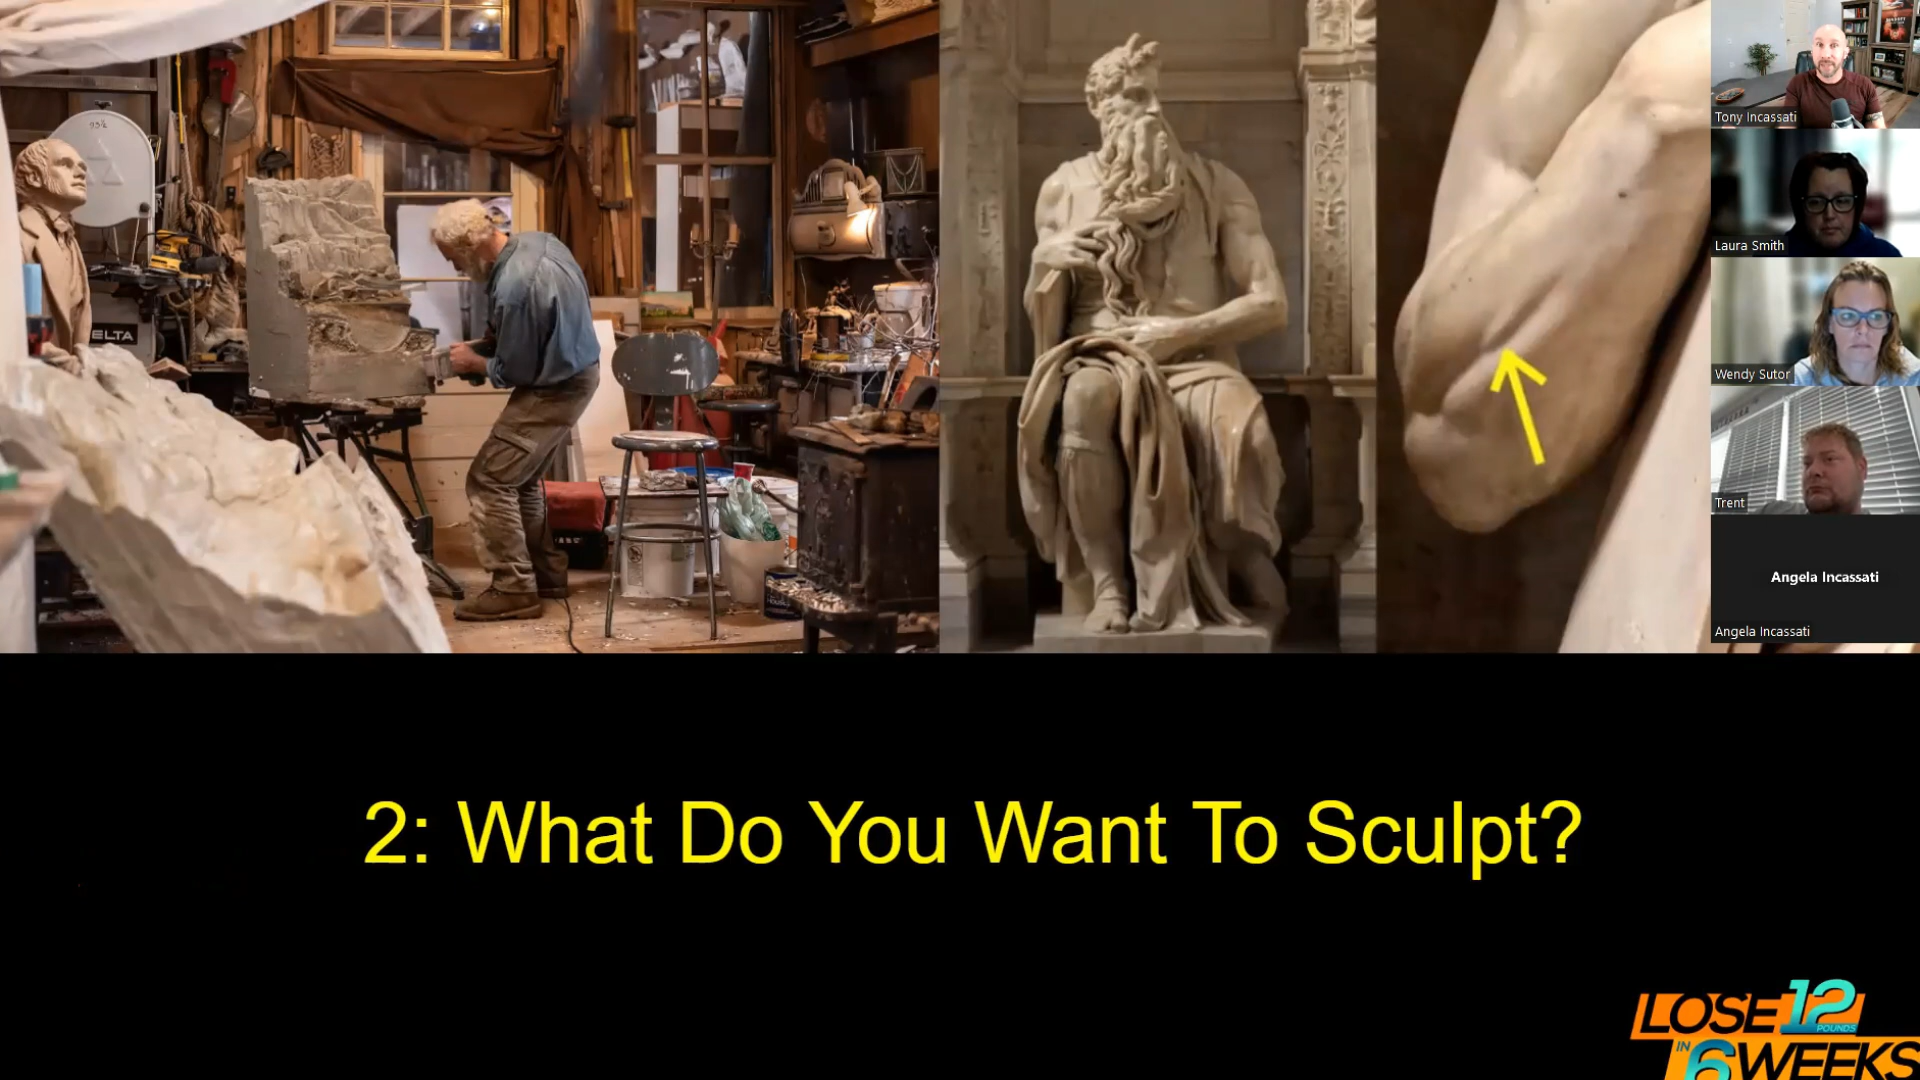 ELTA
Tony Incassati
Laura Smith
Wendy Sutor
Trent
Angela Incassati
Angela Incassati
2: What Do You Want To Sculpt?
LOSE 12
POUNDS
IN 6 WEEKS